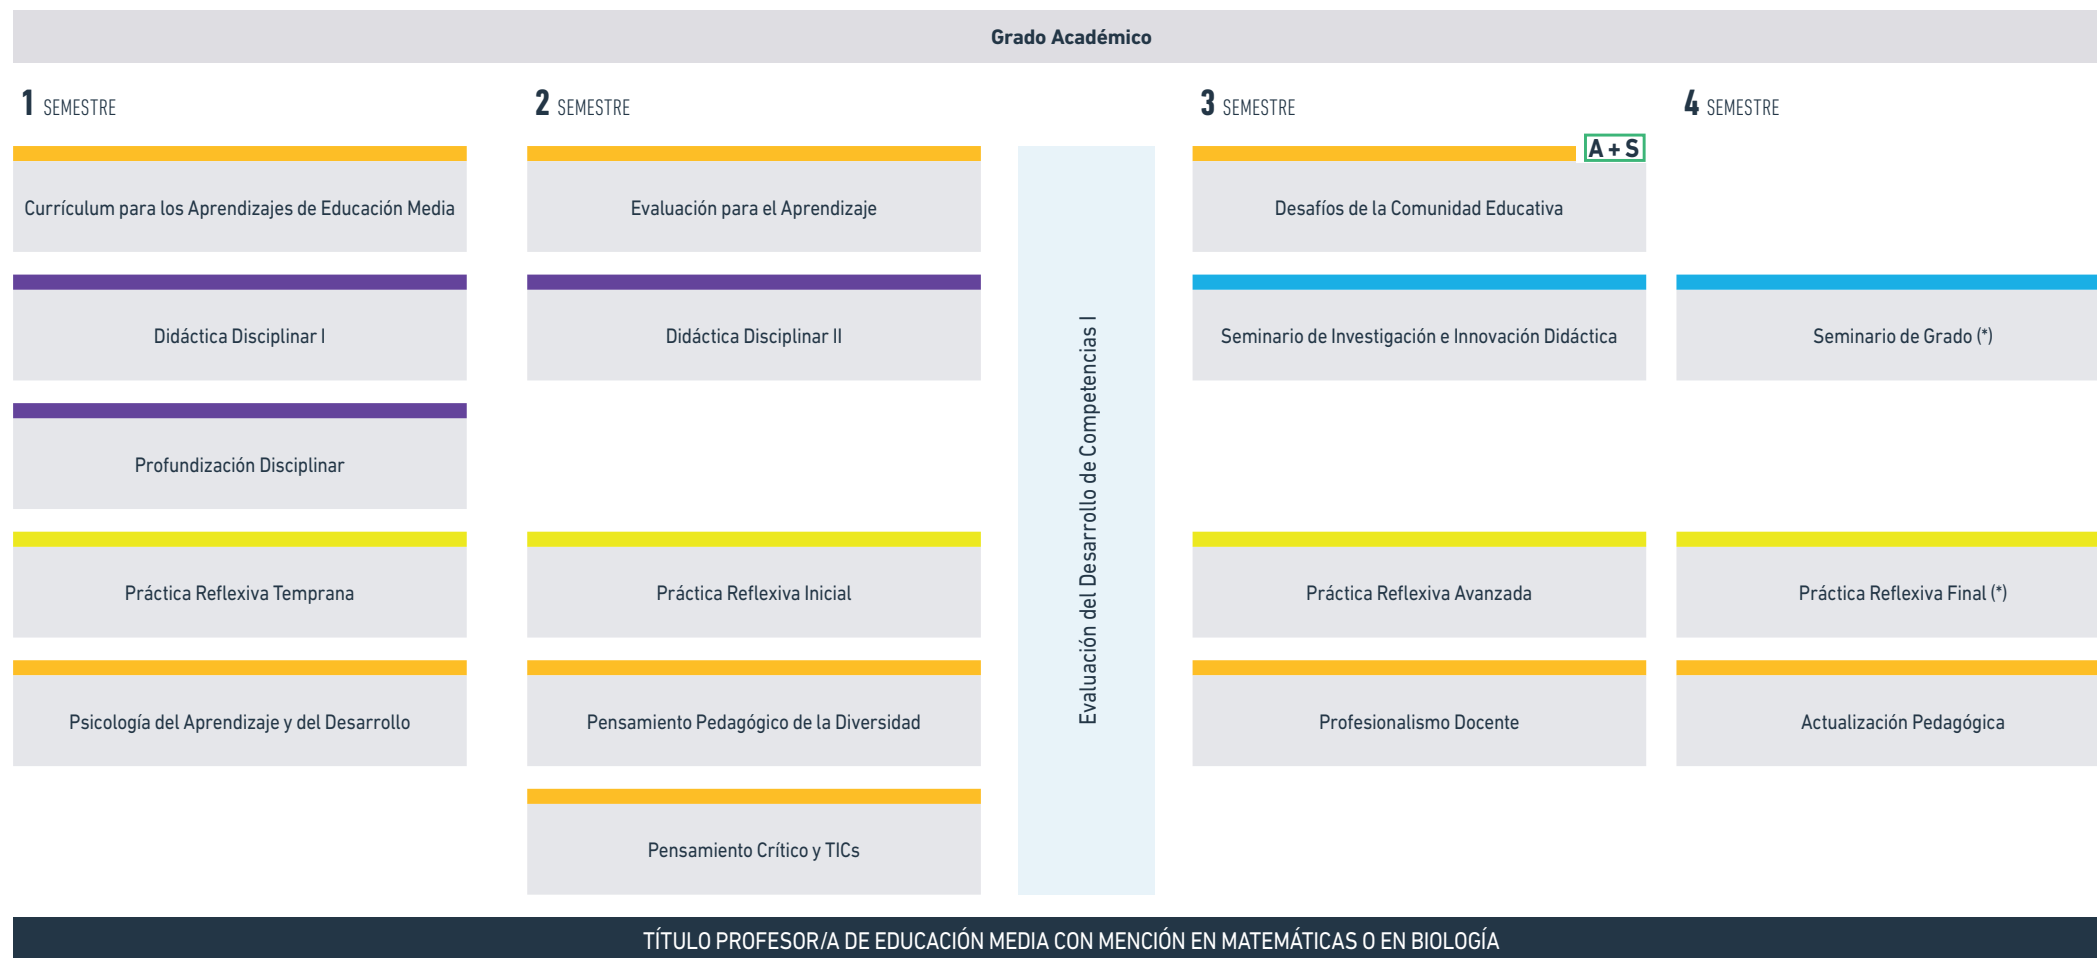 Grado Académico
1 SEMESTRE
2 SEMESTRE
3 SEMESTRE
4 SEMESTRE
A + S
Currículum para los Aprendizajes de Educación Media
Evaluación para el Aprendizaje
Desafíos de la Comunidad Educativa
Didáctica Disciplinar I
Didáctica Disciplinar II
Seminario de Investigación e Innovación Didáctica
Seminario de Grado (*)
Profundización Disciplinar
Evaluación del Desarrollo de Competencias I
Práctica Reflexiva Temprana
Práctica Reflexiva Inicial
Práctica Reflexiva Avanzada
Práctica Reflexiva Final (*)
Psicología del Aprendizaje y del Desarrollo
Pensamiento Pedagógico de la Diversidad
Profesionalismo Docente
Actualización Pedagógica
Pensamiento Crítico y TICs
TÍTULO PROFESOR/A DE EDUCACIÓN MEDIA CON MENCIÓN EN MATEMÁTICAS O EN BIOLOGÍA